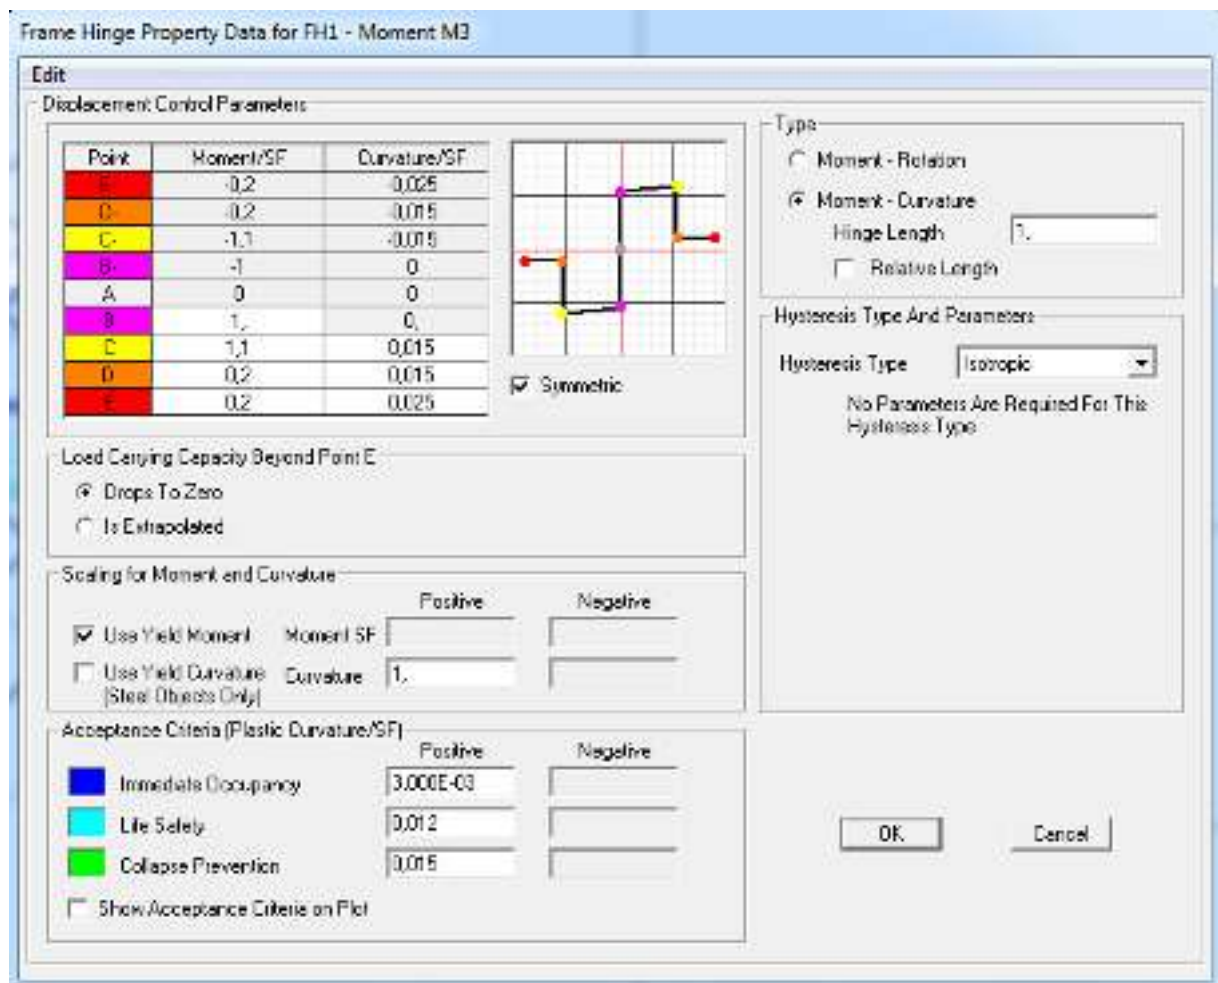 Frame Hinge Property Data for FH1 - Moment M3
Edit
Displacement Control Parameters
Point Moment/SF Curvature/SF
E- -0,2 -0,025
D- -0,2 -0,015
C- -1,1 -0,015
B- -1 0
A 0 0
B 1, 0,
C 1,1 0,015
D 0,2 0,015
E 0,2 0,025
Symmetric
Load Carrying Capacity Beyond Point E
Drops To Zero
Is Extrapolated
Scaling for Moment and Curvature
Positive Negative
Use Yield Moment Moment SF
Use Yield Curvature Curvature 1,
(Steel Objects Only)
Acceptance Criteria (Plastic Curvature/SF)
Positive Negative
Immediate Occupancy 3,000E-03
Life Safety 0,012
Collapse Prevention 0,015
Show Acceptance Criteria on Plot
Type
Moment - Rotation
Moment - Curvature
Hinge Length 1,
Relative Length
Hysteresis Type And Parameters
Hysteresis Type Isotropic
No Parameters Are Required For This
Hysteresis Type
OK Cancel